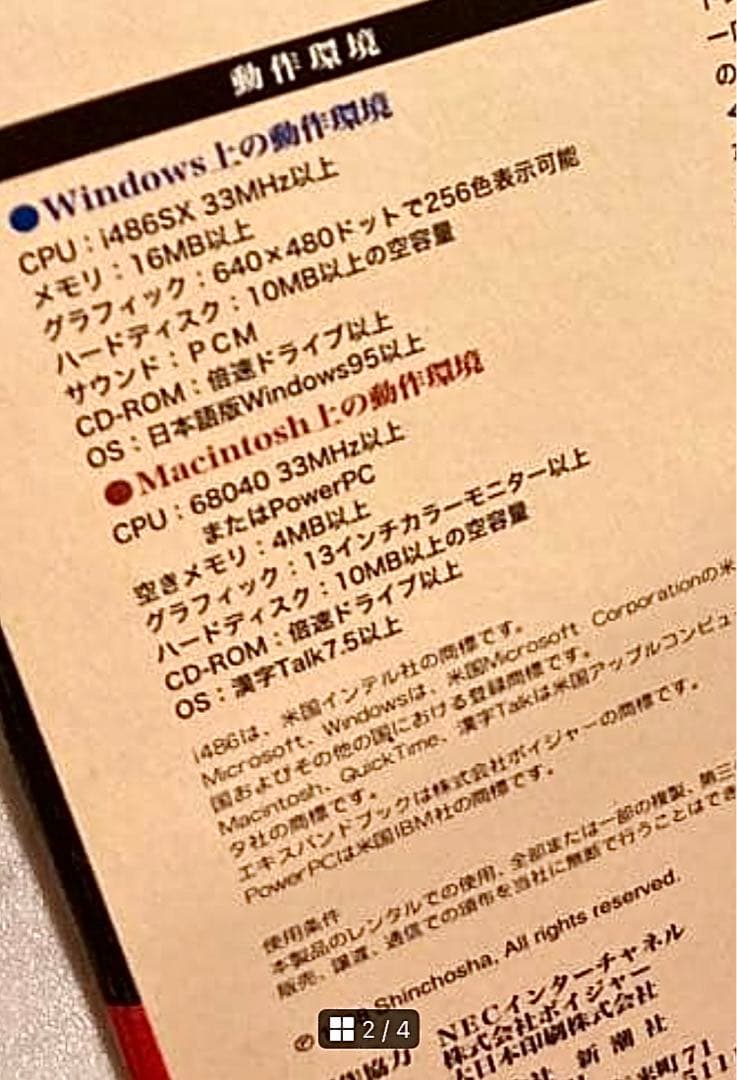 動作環境
●Windows上の動作環境
CPU：i486SX 33MHz以上
メモリ：16MB以上
グラフィック：640×480ドットで256色表示可能
ハードディスク：10MB以上の空容量
サウンド：PCM
CD-ROM：倍速ドライブ以上
OS：日本語版Windows95以上
●Macintosh上の動作環境
CPU：68040 33MHz以上
またはPowerPC
空きメモリ：4MB以上
グラフィック：13インチカラーモニター以上
ハードディスク：10MB以上の空容量
CD-ROM：倍速ドライブ以上
OS：漢字Talk7.5以上
i486は、米国インテル社の商標です。
Microsoft、Windowsは、米国Microsoft Corporationの米
国およびその他の国における登録商標です。
Macintosh、QuickTime、漢字Talkは米国アップルコンピュ
タ社の商標です。
エキスパンドブックは株式会社ボイジャーの商標です。
PowerPCは米国IBM社の商標です。
使用条件
本製品のレンタルでの使用、全部または一部の複製、第三
販売、譲渡、通信での頒布を当社に無断で行うことはでき
Shinchosha, All rights reserved.
協力 NECインターチャネル
株式会社ボイジャー
大日本印刷株式会社
新潮社
来町71
2 / 4